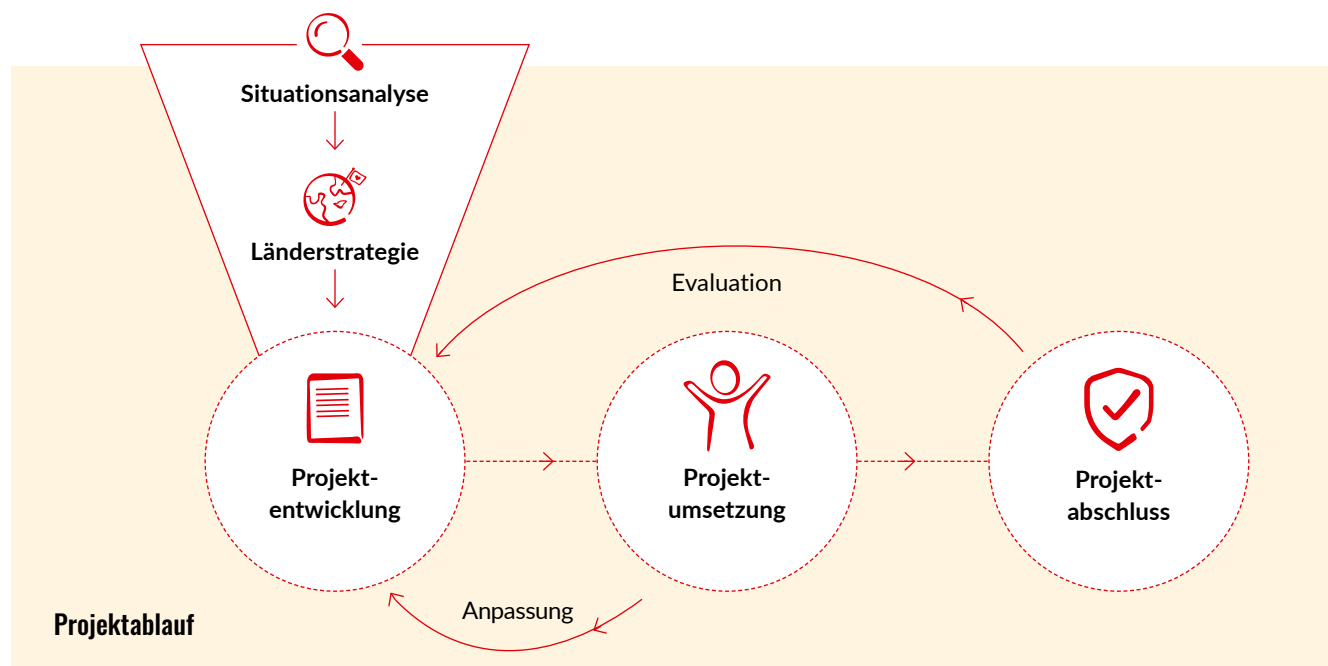 Situationsanalyse
Länderstrategie
Evaluation
Projekt-
entwicklung
Projekt-
umsetzung
Projekt-
abschluss
Anpassung
Projektablauf